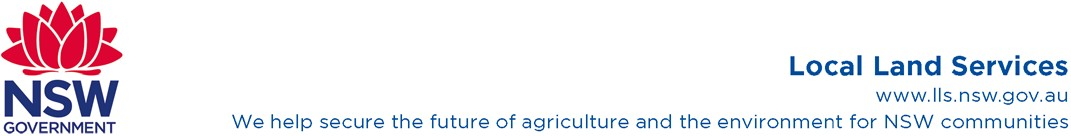 NSW
GOVERNMENT
Local Land Services
www.lls.nsw.gov.au
We help secure the future of agriculture and the environment for NSW communities